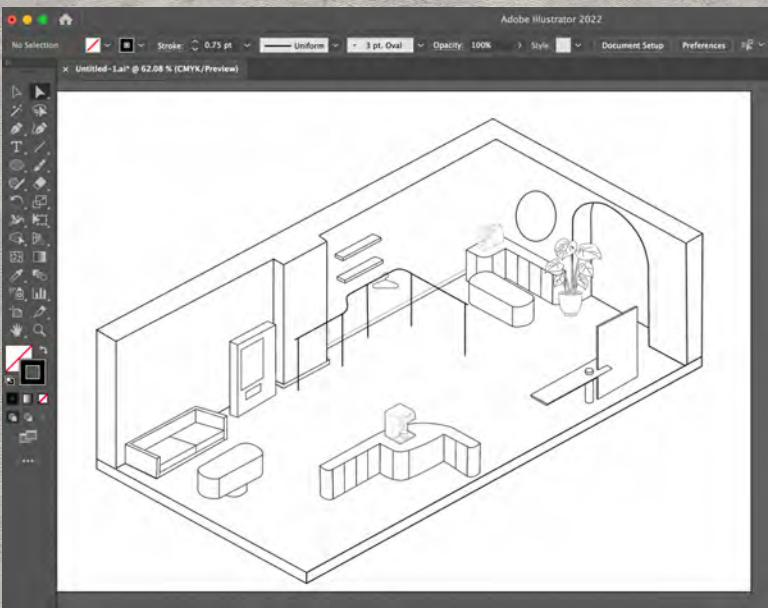 Adobe Illustrator 2022
No Selection Stroke: 0.75 pt Uniform 3 pt. Oval Opacity: 100% Style: Document Setup Preferences
× Untitled-1.ai* @ 62.08 % (CMYK/Preview)